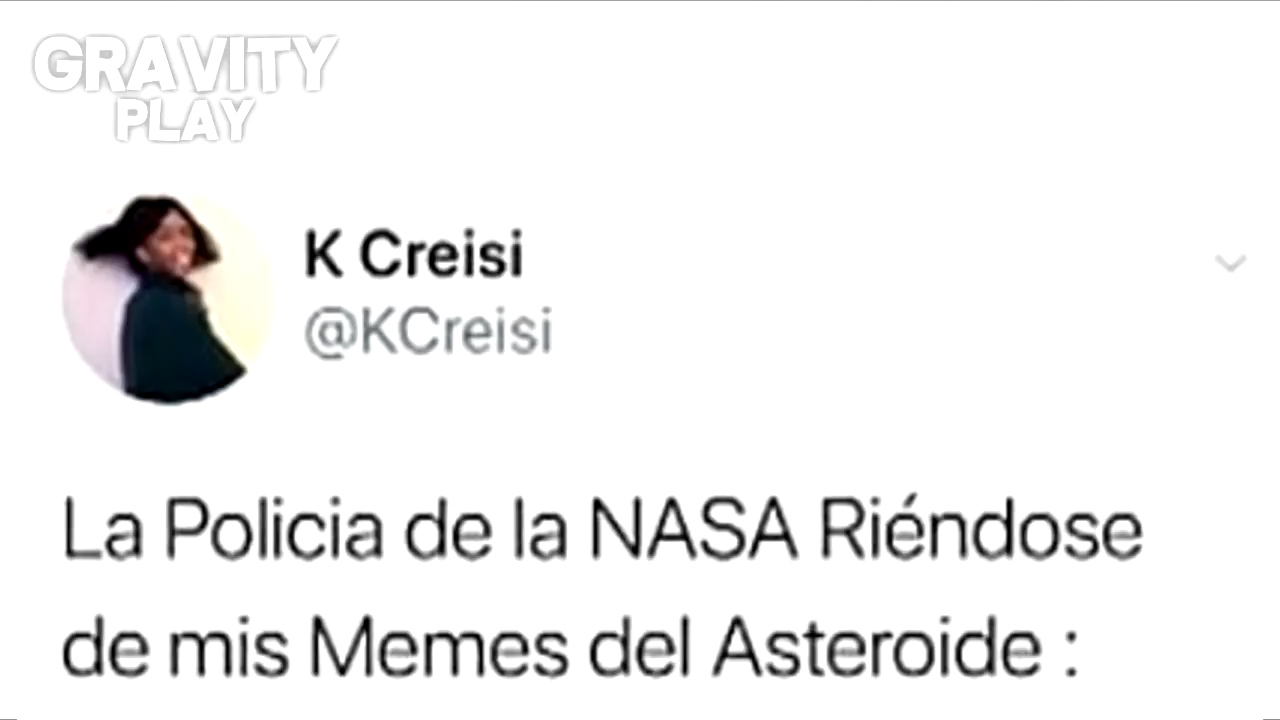 GRAVITY
PLAY
K Creisi
@KCreisi
La Policia de la NASA Riéndose
de mis Memes del Asteroide :